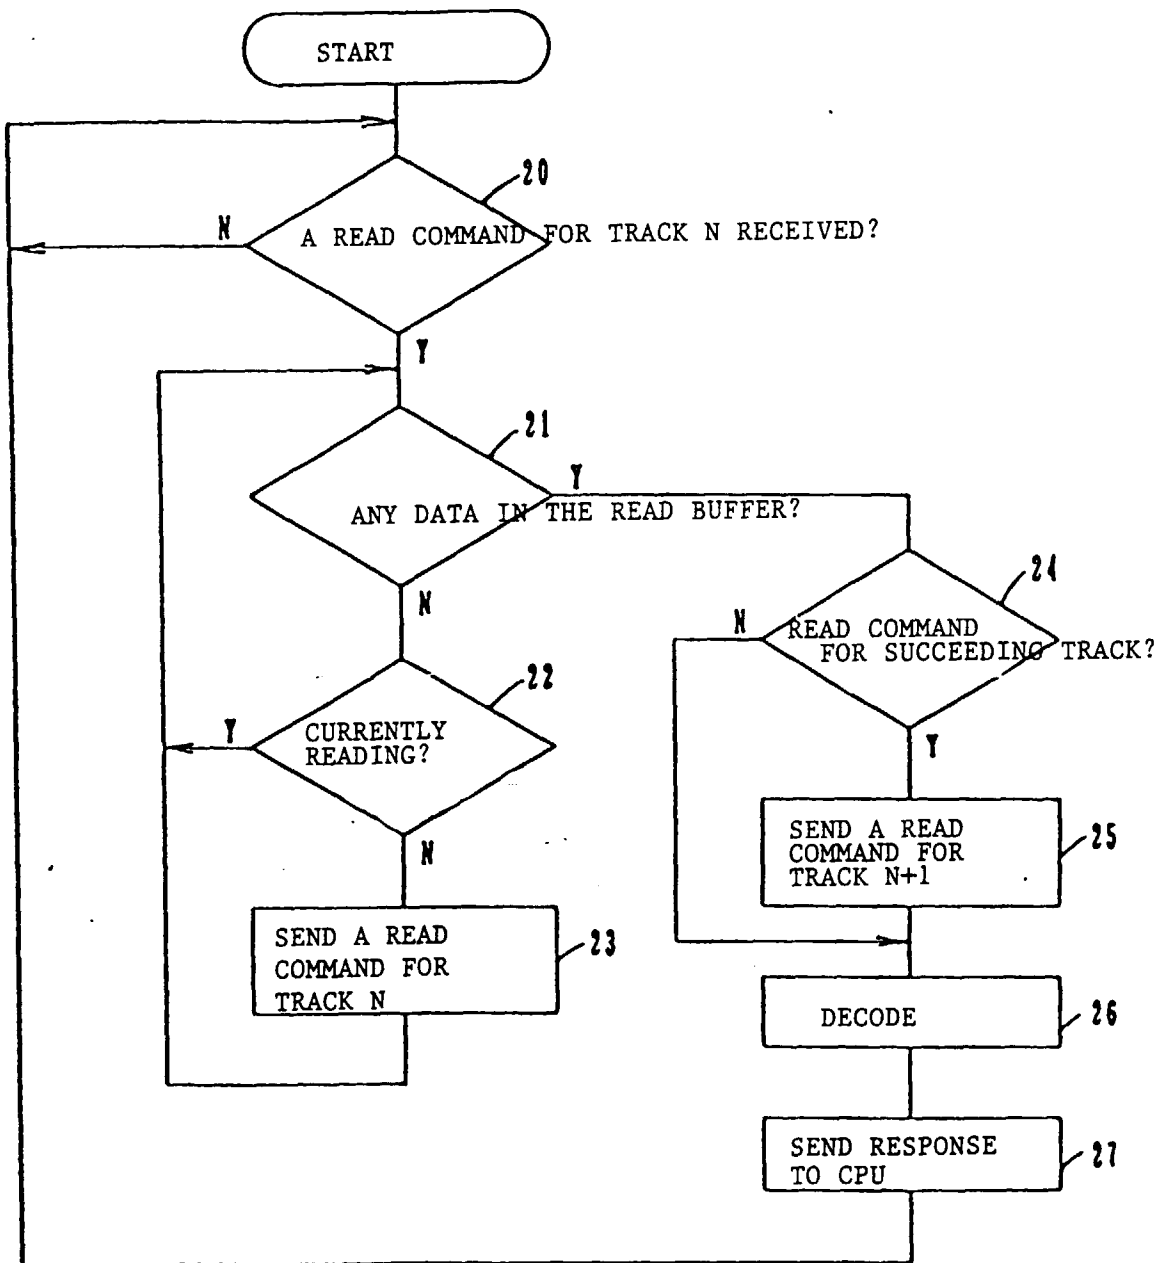 START
20
N
A READ COMMAND FOR TRACK N RECEIVED?
Y
21
Y
ANY DATA IN THE READ BUFFER?
N
24
N
READ COMMAND
FOR SUCCEEDING TRACK?
Y
22
Y
CURRENTLY
READING?
N
SEND A READ
COMMAND FOR
TRACK N+1
25
SEND A READ
COMMAND FOR
TRACK N
23
DECODE
26
SEND RESPONSE
TO CPU
27